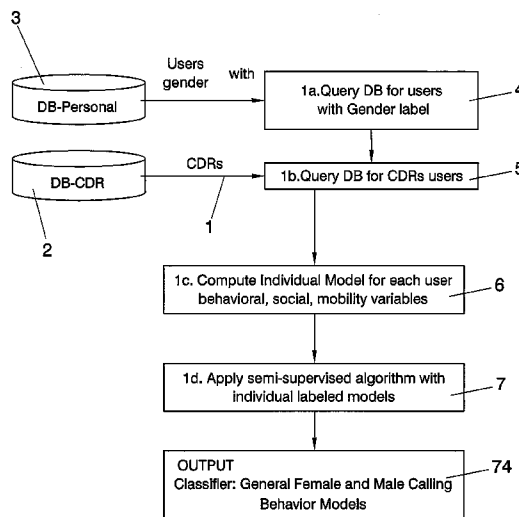 3
Users with
gender
DB-Personal
1a.Query DB for users
with Gender label
4
DB-CDR
CDRs
1b.Query DB for CDRs users
5
1
2
1c. Compute Individual Model for each user
behavioral, social, mobility variables
6
1d. Apply semi-supervised algorithm with
individual labeled models
7
OUTPUT
Classifier: General Female and Male Calling
Behavior Models
74